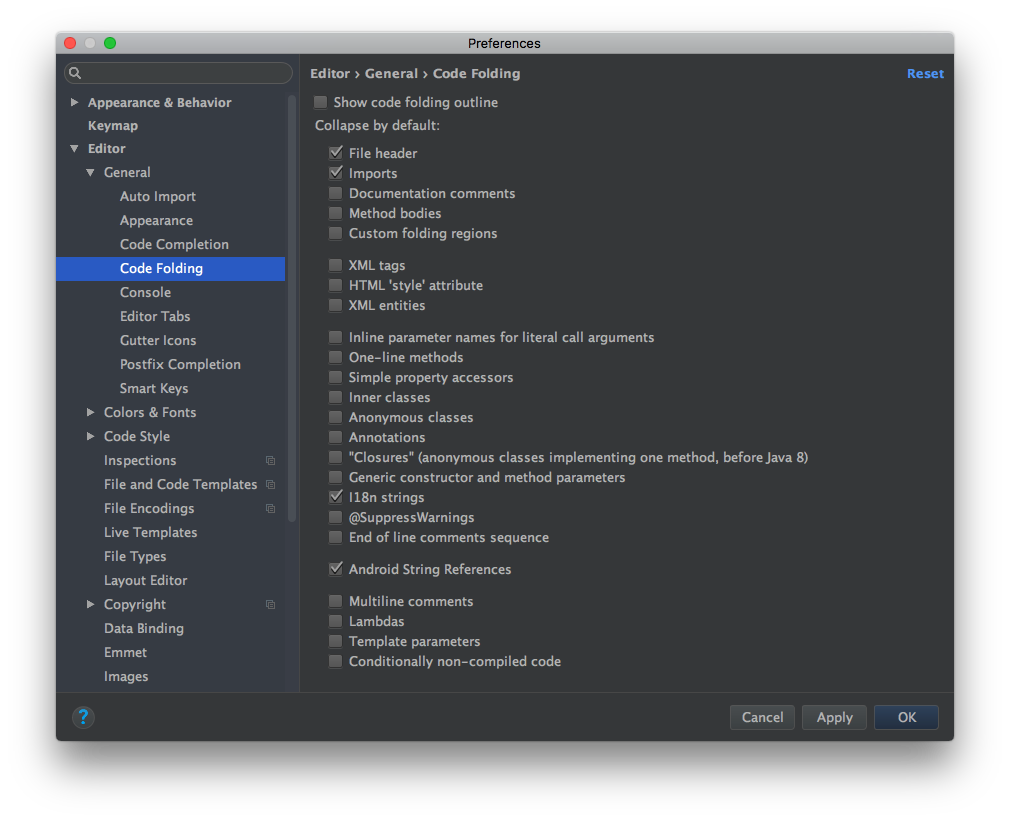 Preferences
Appearance & Behavior
Keymap
Editor
General
Auto Import
Appearance
Code Completion
Code Folding
Console
Editor Tabs
Gutter Icons
Postfix Completion
Smart Keys
Colors & Fonts
Code Style
Inspections
File and Code Templates
File Encodings
Live Templates
File Types
Layout Editor
Copyright
Data Binding
Emmet
Images
Editor › General › Code Folding
Reset
Show code folding outline
Collapse by default:
File header
Imports
Documentation comments
Method bodies
Custom folding regions
XML tags
HTML 'style' attribute
XML entities
Inline parameter names for literal call arguments
One-line methods
Simple property accessors
Inner classes
Anonymous classes
Annotations
"Closures" (anonymous classes implementing one method, before Java 8)
Generic constructor and method parameters
I18n strings
@SuppressWarnings
End of line comments sequence
Android String References
Multiline comments
Lambdas
Template parameters
Conditionally non-compiled code
?
Cancel
Apply
OK